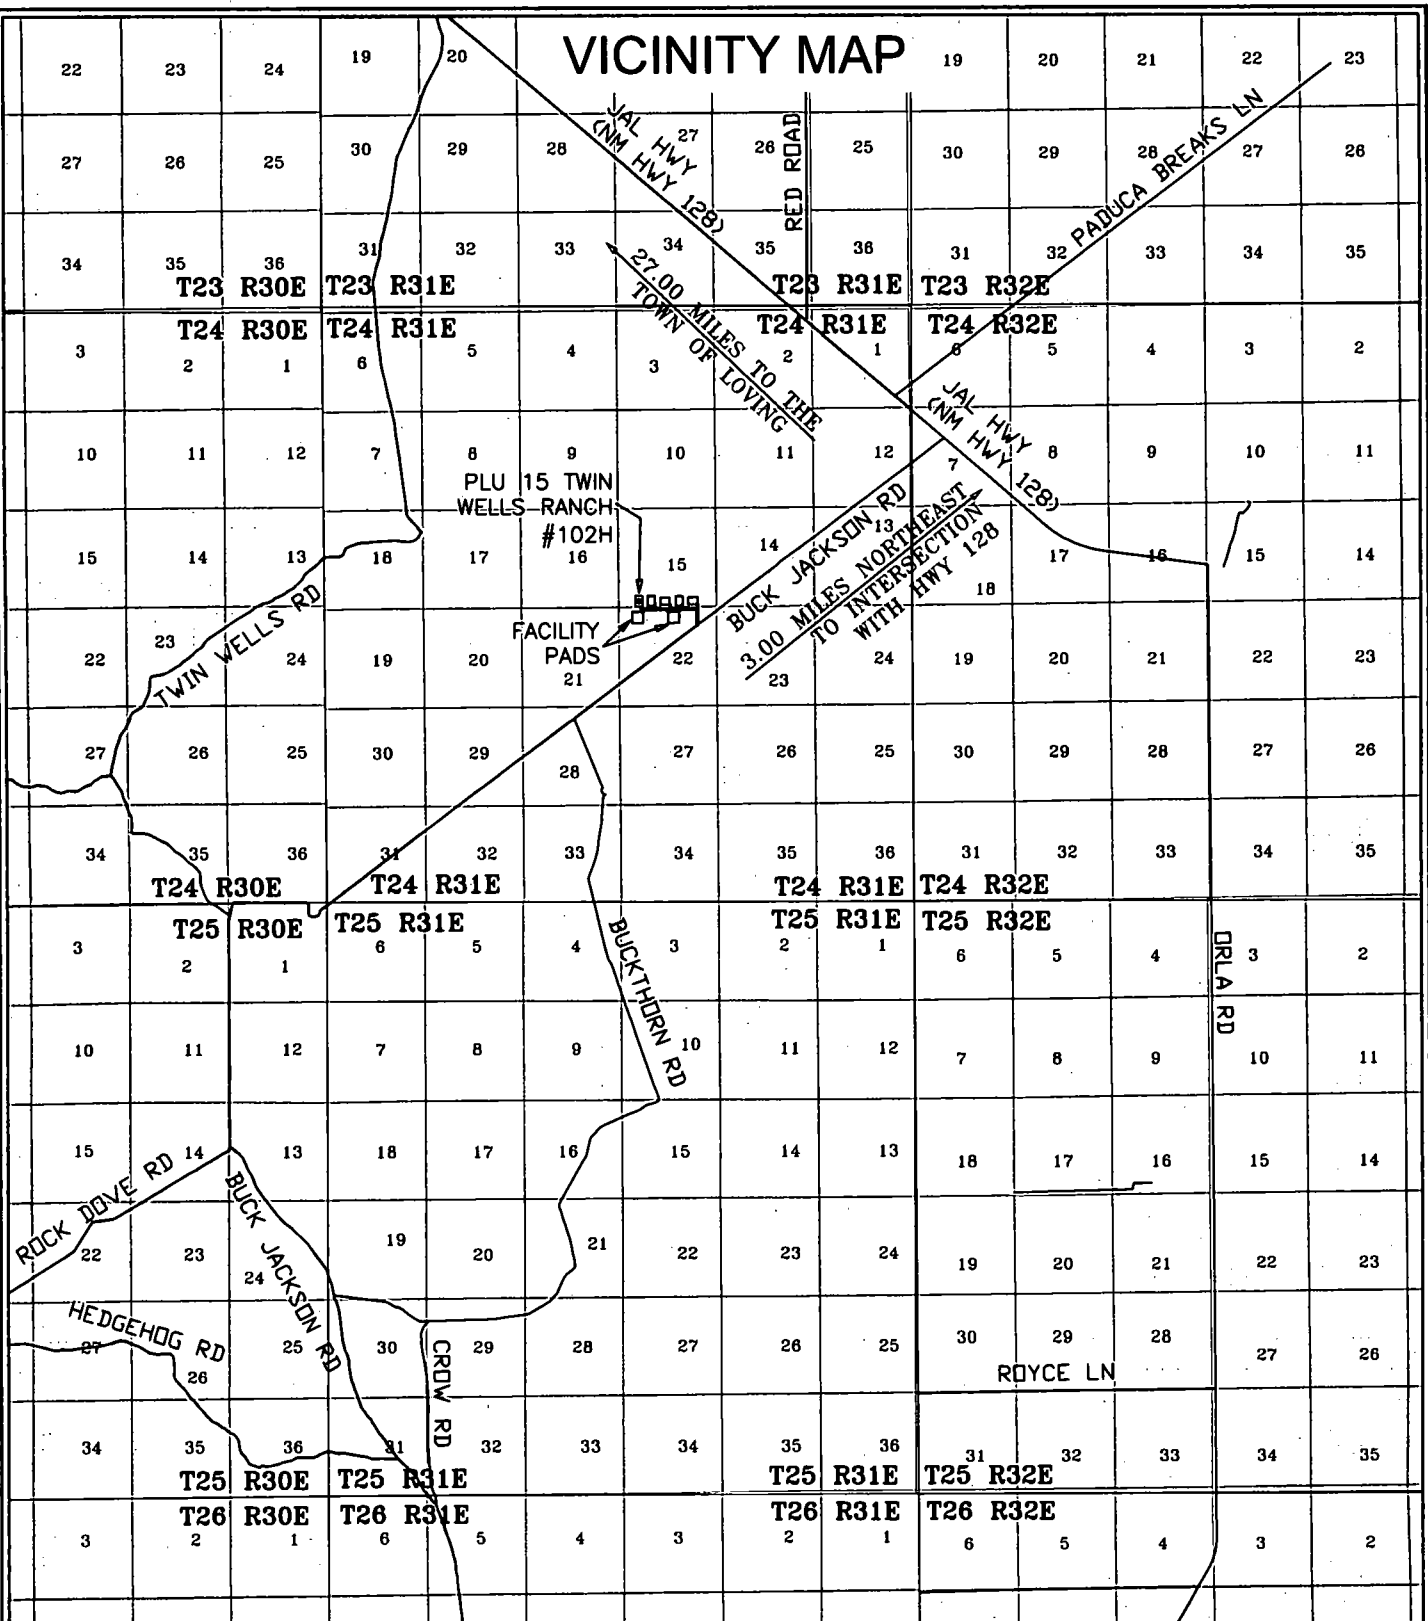 VICINITY MAP
22 23 24 19 20 19 20 21 22 23
JAL HWY
(NM HWY 128)
RED ROAD
PADUCA BREAKS LN
27 26 25 30 29 28 27 26 25 30 29 28 27 26
34 35 36 31 32 33 34 35 36 31 32 33 34 35
T23 R30E T23 R31E T23 R31E T23 R32E
27.00 MILES TO THE
TOWN OF LOVING
T24 R30E T24 R31E T24 R31E T24 R32E
3 2 1 6 5 4 3 2 1 6 5 4 3 2
JAL HWY
(NM HWY 128)
10 11 12 7 8 9 10 11 12 7 8 9 10 11
PLU 15 TWIN
WELLS RANCH
#102H
BUCK JACKSON RD
3.00 MILES NORTHEAST
TO INTERSECTION
WITH HWY 128
15 14 13 18 17 16 15 14 13 18 17 16 15 14
TWIN WELLS RD
FACILITY
PADS
22 23 24 19 20 21 22 23 24 19 20 21 22 23
27 26 25 30 29 28 27 26 25 30 29 28 27 26
34 35 36 31 32 33 34 35 36 31 32 33 34 35
T24 R30E T24 R31E T24 R31E T24 R32E
T25 R30E T25 R31E T25 R31E T25 R32E
3 2 1 6 5 4 3 2 1 6 5 4 3 2
BUCKTHORN RD
ORLA RD
10 11 12 7 8 9 10 11 12 7 8 9 10 11
15 14 13 18 17 16 15 14 13 18 17 16 15 14
ROCK DOVE RD
BUCK JACKSON RD
22 23 24 19 20 21 22 23 24 19 20 21 22 23
HEDGEHOG RD
27 26 25 30 29 28 27 26 25 30 29 28 27 26
CROW RD
ROYCE LN
34 35 36 31 32 33 34 35 36 31 32 33 34 35
T25 R30E T25 R31E T25 R31E T25 R32E
T26 R30E T26 R31E T26 R31E T26 R32E
3 2 1 6 5 4 3 2 1 6 5 4 3 2